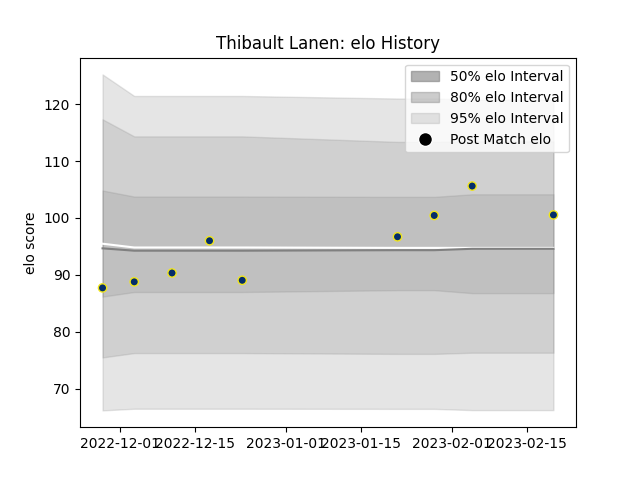 Thibault Lanen: elo History
50% elo Interval
80% elo Interval
95% elo Interval
Post Match elo
elo score
120
110
100
90
80
70
2022-12-01
2022-12-15
2023-01-01
2023-01-15
2023-02-01
2023-02-15